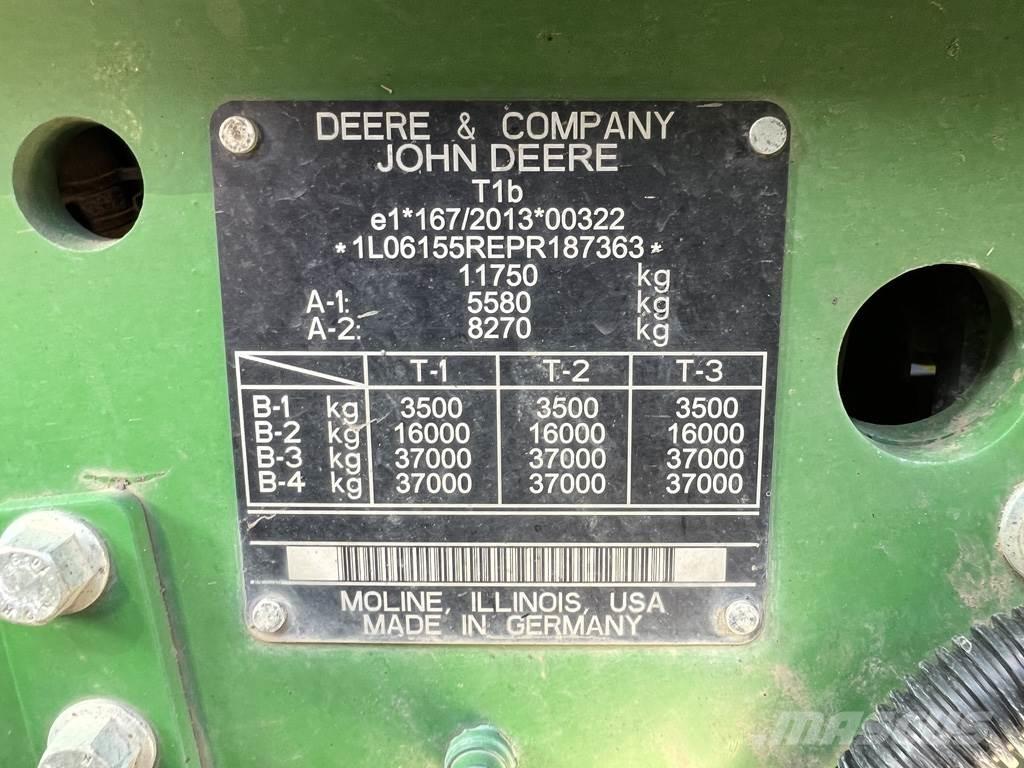 DEERE & COMPANY
JOHN DEERE
T1b
e1*167/2013*00322
*1L06155REPR187363*
11750 kg
A-1: 5580 kg
A-2: 8270 kg
T-1 T-2 T-3
B-1 kg 3500 3500 3500
B-2 kg 16000 16000 16000
B-3 kg 37000 37000 37000
B-4 kg 37000 37000 37000
MOLINE, ILLINOIS, USA
MADE IN GERMANY
MASCUS